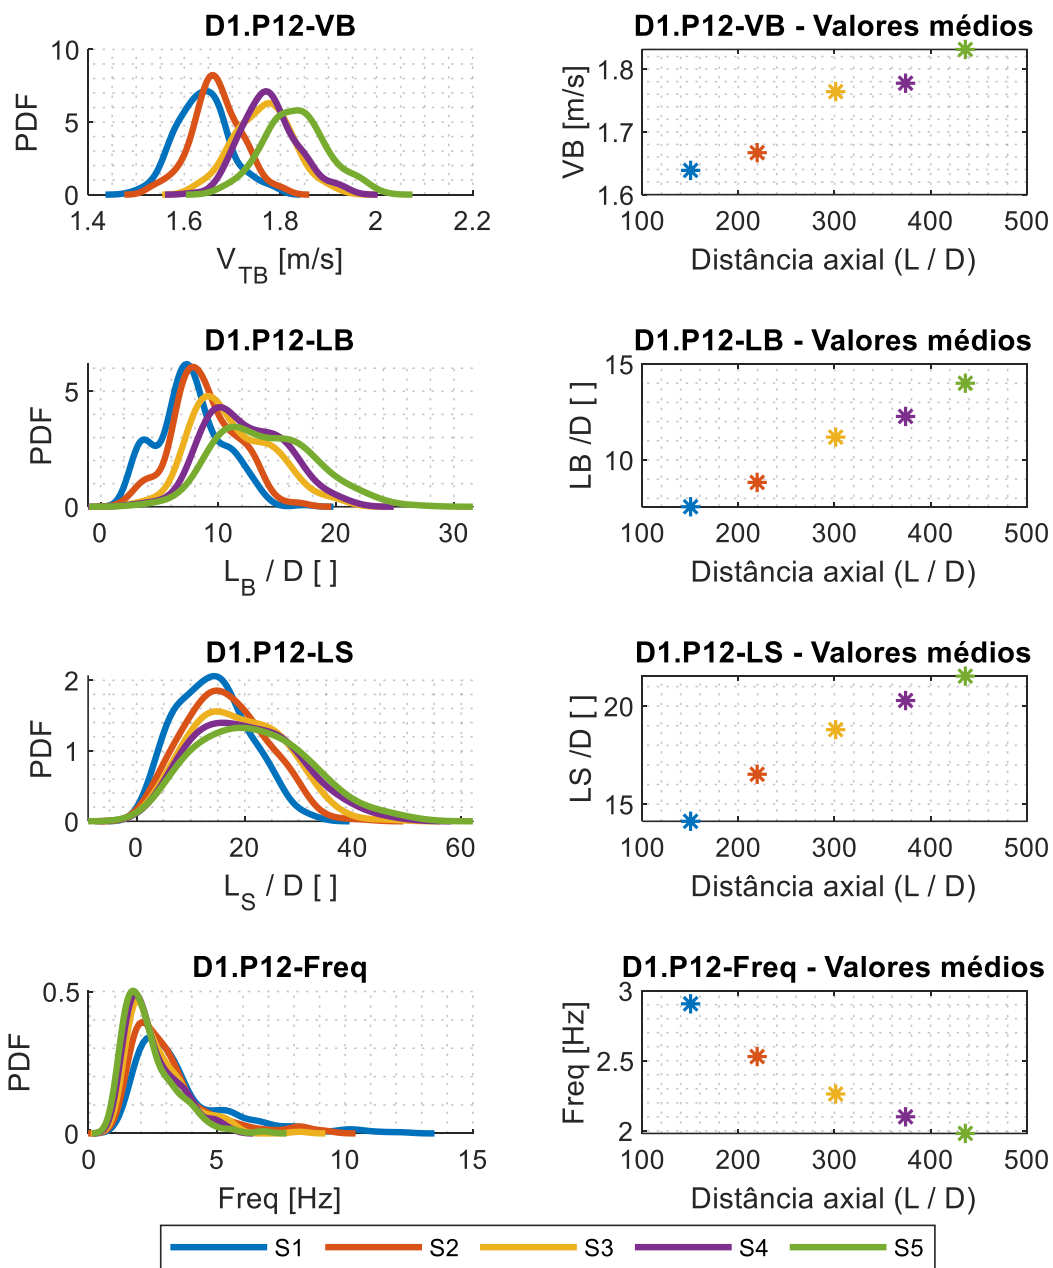 D1.P12-VB
10
5
0
PDF
1.4 1.6 1.8 2 2.2
V_TB [m/s]
D1.P12-VB - Valores médios
1.8
1.7
1.6
VB [m/s]
100 200 300 400 500
Distância axial (L / D)
D1.P12-LB
5
0
PDF
0 10 20 30
L_B / D [ ]
D1.P12-LB - Valores médios
15
10
LB /D [ ]
100 200 300 400 500
Distância axial (L / D)
D1.P12-LS
2
1
0
PDF
0 20 40 60
L_S / D [ ]
D1.P12-LS - Valores médios
20
15
LS /D [ ]
100 200 300 400 500
Distância axial (L / D)
D1.P12-Freq
0.5
0
PDF
0 5 10 15
Freq [Hz]
D1.P12-Freq - Valores médios
3
2.5
2
Freq [Hz]
100 200 300 400 500
Distância axial (L / D)
S1 S2 S3 S4 S5